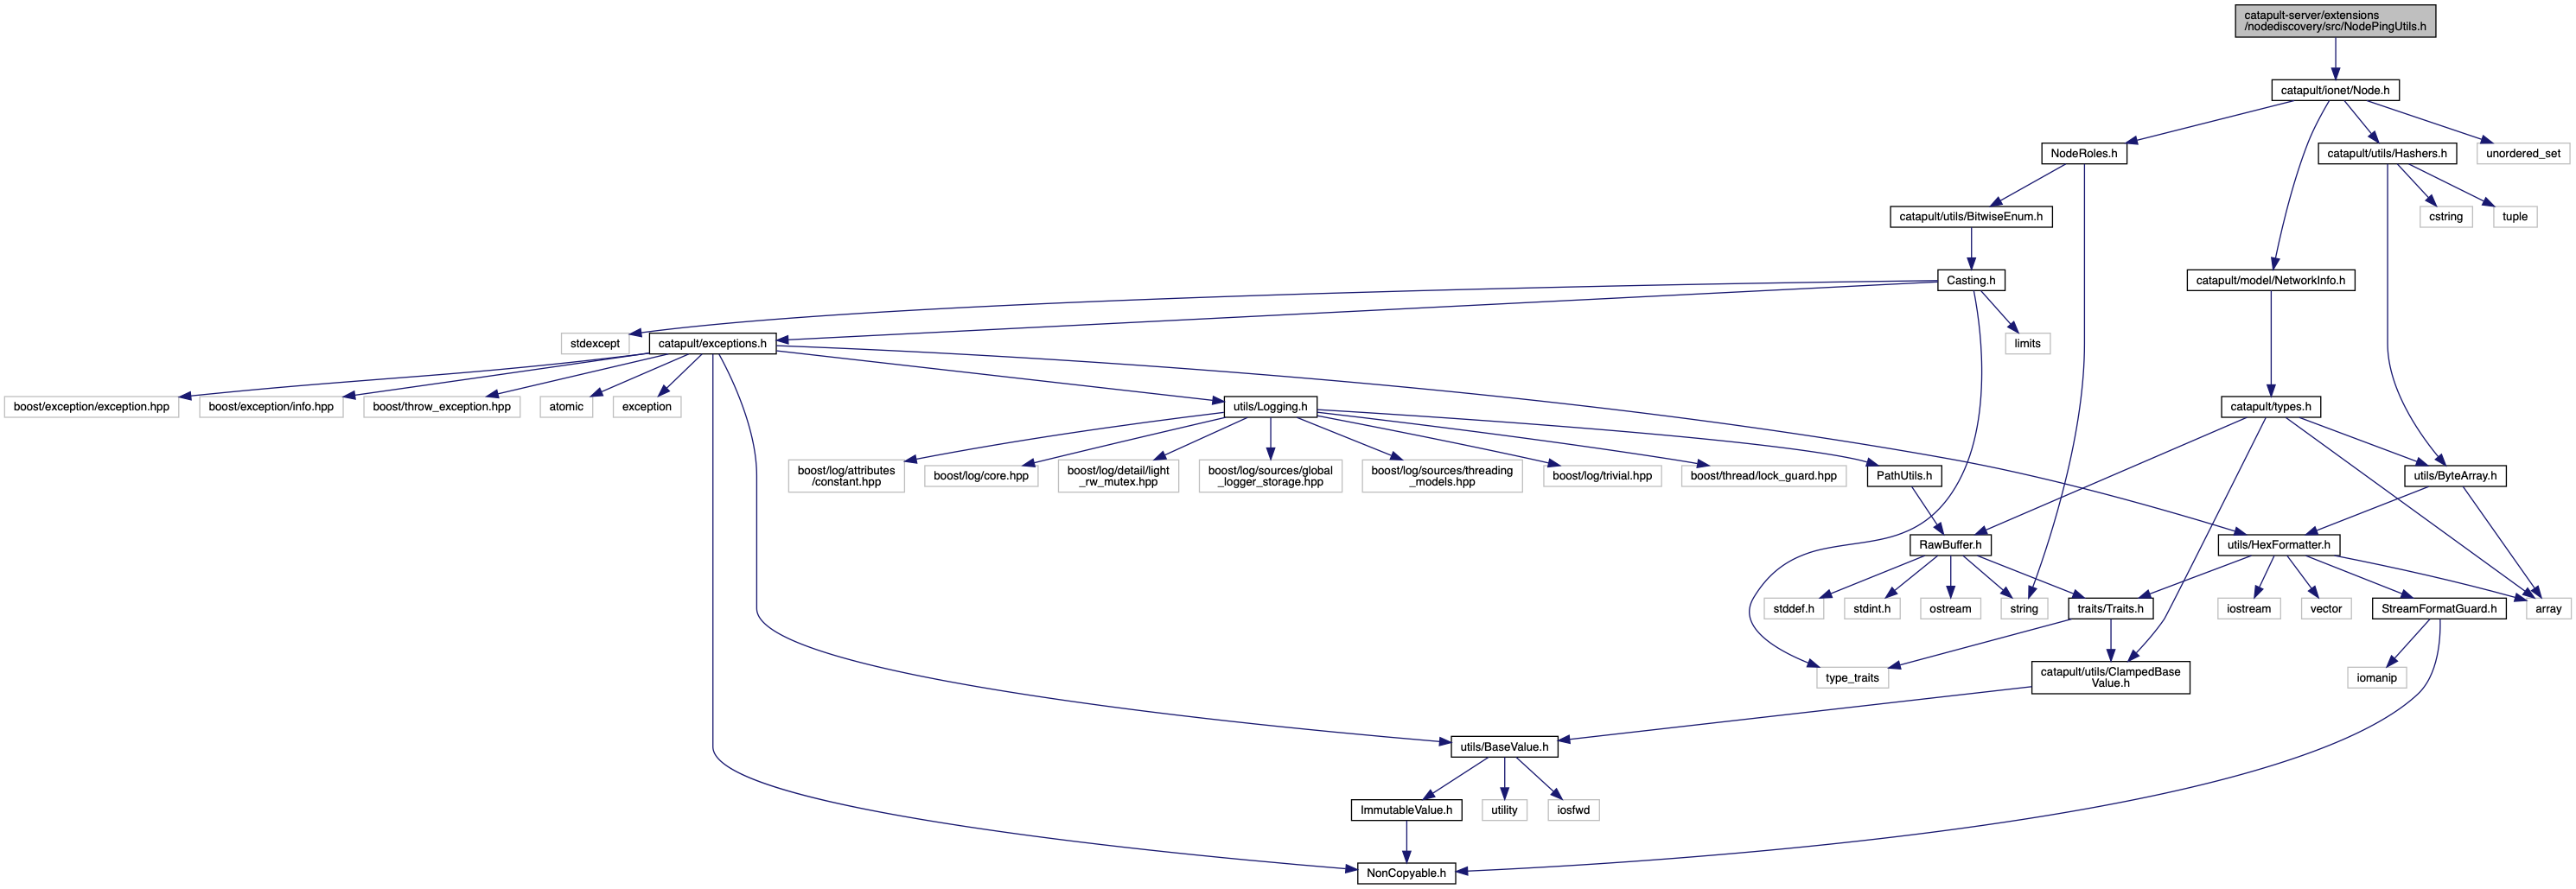 catapult-server/extensions
/nodediscovery/src/NodePingUtils.h
catapult/ionet/Node.h
NodeRoles.h
catapult/utils/Hashers.h
unordered_set
catapult/utils/BitwiseEnum.h
cstring
tuple
Casting.h
catapult/model/NetworkInfo.h
stdexcept
catapult/exceptions.h
limits
boost/exception/exception.hpp
boost/exception/info.hpp
boost/throw_exception.hpp
atomic
exception
utils/Logging.h
catapult/types.h
boost/log/attributes
/constant.hpp
boost/log/core.hpp
boost/log/detail/light
_rw_mutex.hpp
boost/log/sources/global
_logger_storage.hpp
boost/log/sources/threading
_models.hpp
boost/log/trivial.hpp
boost/thread/lock_guard.hpp
PathUtils.h
utils/ByteArray.h
RawBuffer.h
utils/HexFormatter.h
stddef.h
stdint.h
ostream
string
traits/Traits.h
iostream
vector
StreamFormatGuard.h
array
type_traits
catapult/utils/ClampedBase
Value.h
iomanip
utils/BaseValue.h
ImmutableValue.h
utility
iosfwd
NonCopyable.h